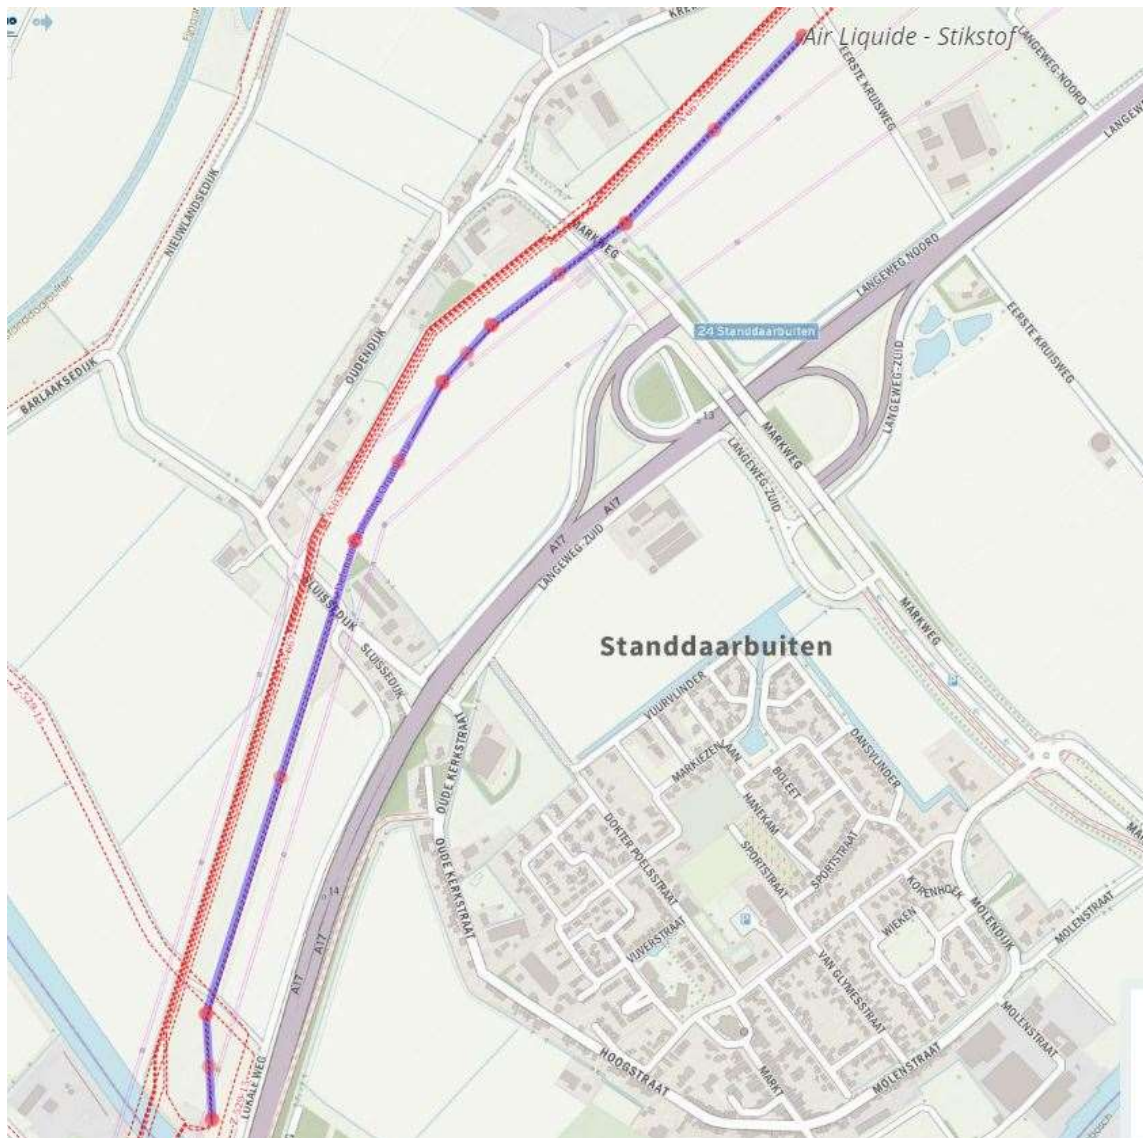 Air Liquide - Stikstof
EERSTE KRUISWEG
LANGEWEG-NOORD
NIEUWLANDSEDIJK
MARKWEG
LANGEWEG NOORD
OUDENDIJK
BARLAAKSEDIJK
24 Standdaarbuiten
EERSTE KRUISWEG
LANGEWEG-ZUID
13
MARKWEG
LANGEWEG-ZUID
A17
A17
LANGEWEG-ZUID
SLUISSEDIJK
MARKWEG
SLUISSEDIJK
Standdaarbuiten
VUURVLINDER
DANSVLINDER
MARKIEZENLAAN
BOLEET
HANEKAM
OUDE KERKSTRAAT
DOKTER POELSSTRAAT
SPORTSTRAAT
SPORTSTRAAT
KORENHOEK
WIEKEN
MOLENDIJK
MOLENSTRAAT
14
A17
OUDE KERKSTRAAT
VIJVERSTRAAT
VAN GLYMESSTRAAT
A17
MOLENSTRAAT
LOKALE WEG
HOOGSTRAAT
MARKT
MOLENSTRAAT
Z-529-15